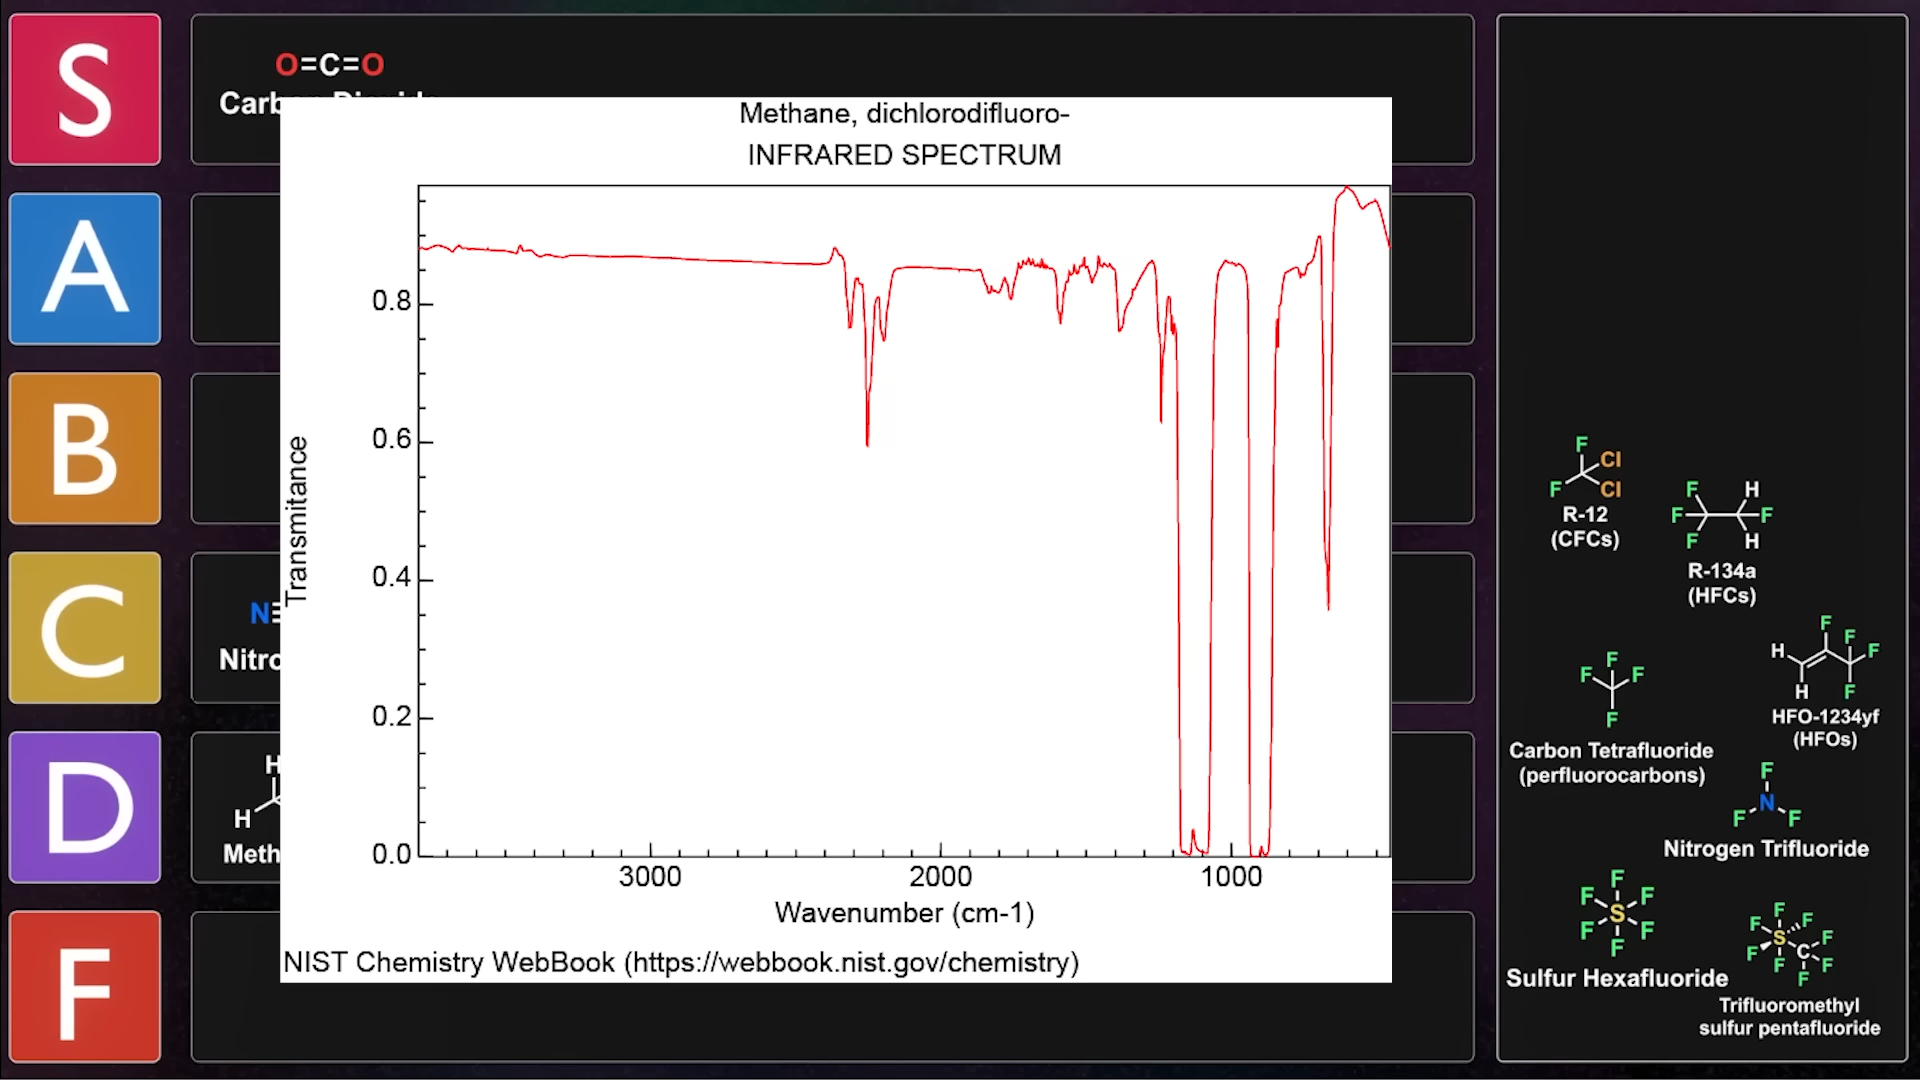 S
O=C=O
Carbon Dioxide
Methane, dichlorodifluoro-
INFRARED SPECTRUM
A
B
C
N≡
Nitro
D
H
H
Meth
F
Transmitance
0.8
0.6
0.4
0.2
0.0
3000
2000
1000
Wavenumber (cm-1)
NIST Chemistry WebBook (https://webbook.nist.gov/chemistry)
F
Cl
F
Cl
R-12
(CFCs)
F
H
F
F
F
H
R-134a
(HFCs)
F
F
F
F
Carbon Tetrafluoride
(perfluorocarbons)
F
F
H
F
H
F
HFO-1234yf
(HFOs)
F
N
F
F
Nitrogen Trifluoride
F
F
F
S
F
F
F
Sulfur Hexafluoride
F
F
F
S
F
F
C
F
F
F
Trifluoromethyl
sulfur pentafluoride